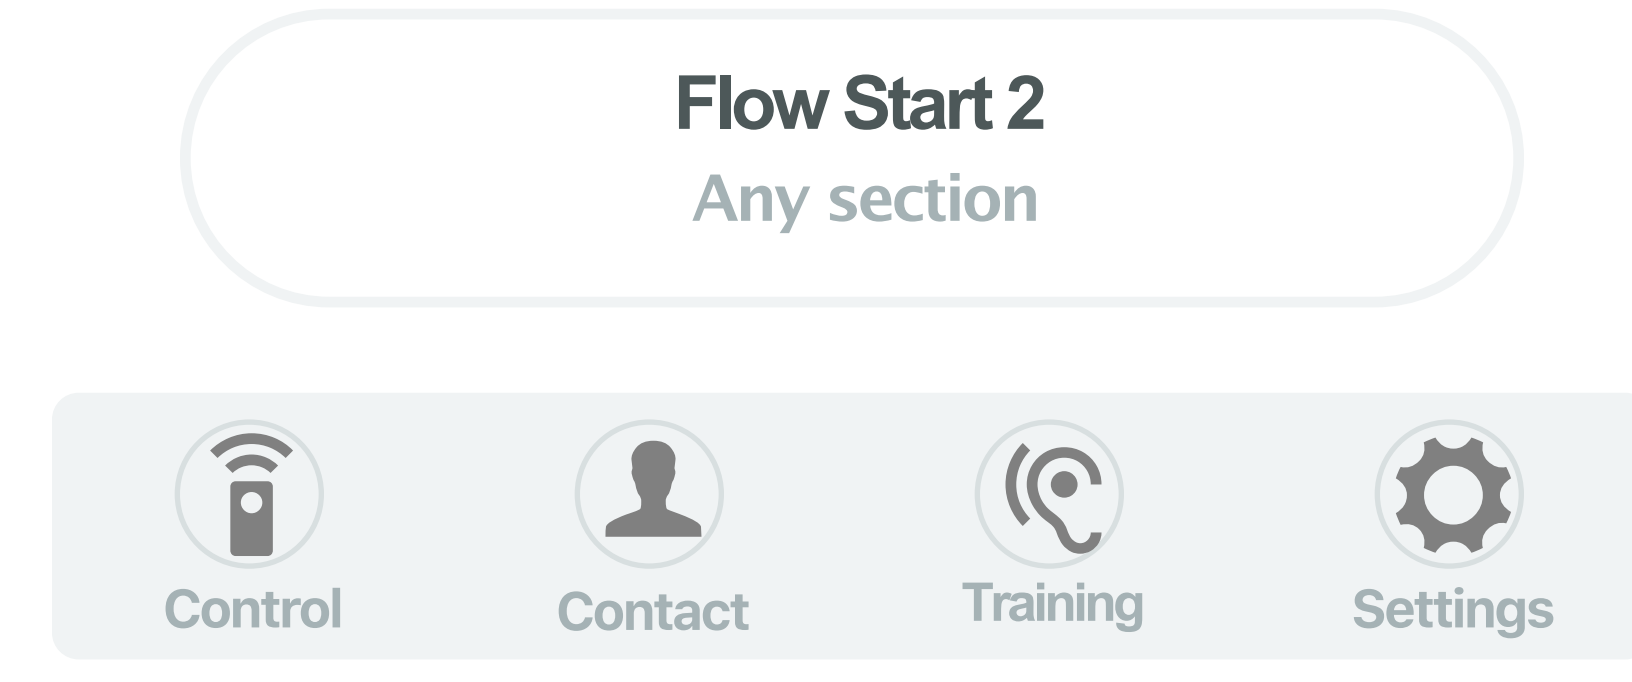 Flow Start 2
Any section
Control
Contact
Training
Settings